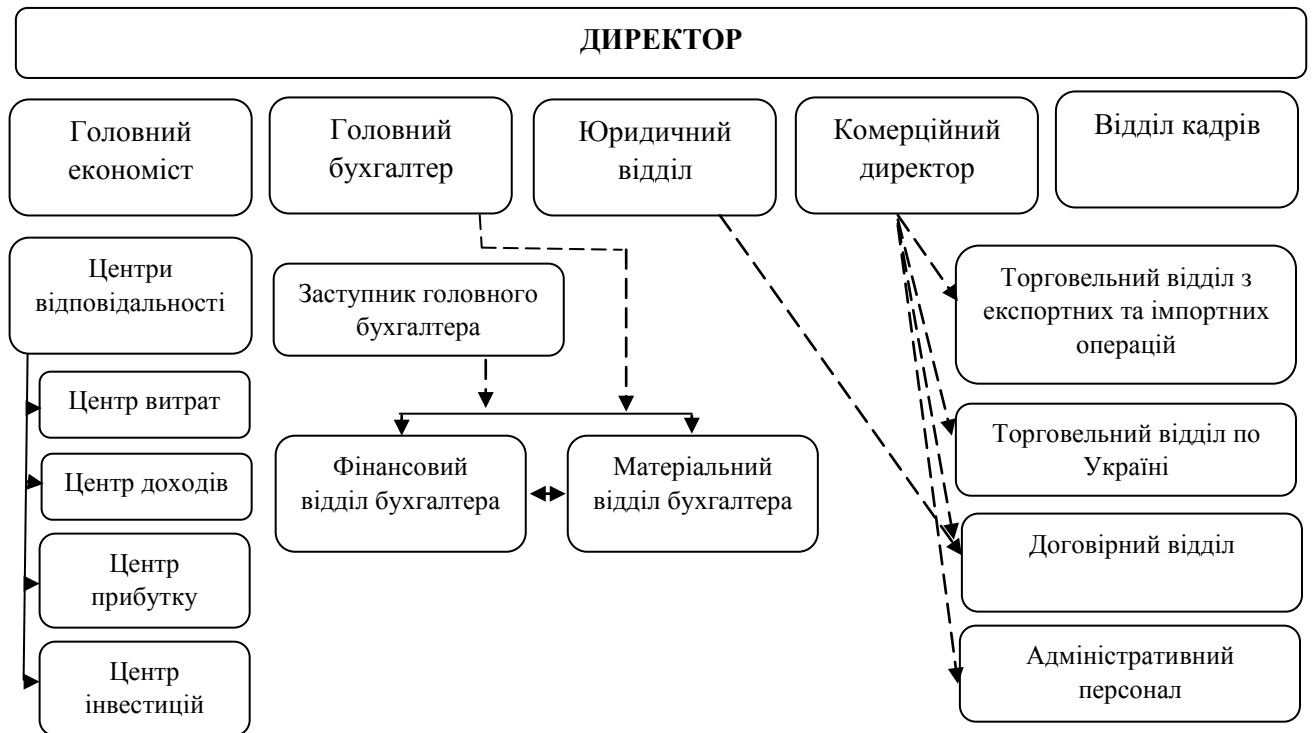 ДИРЕКТОР
Головний
економіст
Головний
бухгалтер
Юридичний
відділ
Комерційний
директор
Відділ кадрів
Центри
відповідальності
Заступник головного
бухгалтера
Торговельний відділ з
експортних та імпортних
операцій
Центр витрат
Центр доходів
Центр
прибутку
Центр
інвестицій
Фінансовий
відділ бухгалтера
Матеріальний
відділ бухгалтера
Торговельний відділ по
Україні
Договірний відділ
Адміністративний
персонал